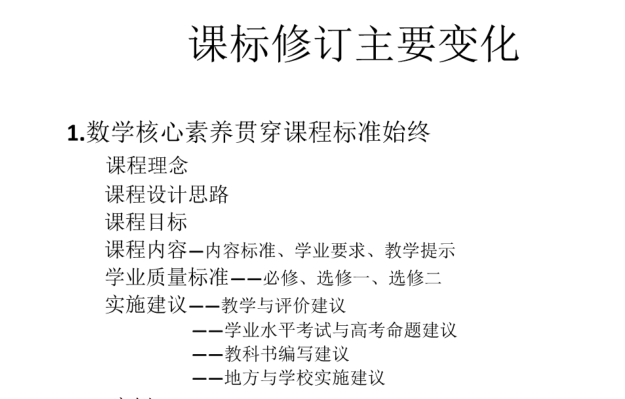 课标修订主要变化
1.数学核心素养贯穿课程标准始终
课程理念
课程设计思路
课程目标
课程内容—内容标准、学业要求、教学提示
学业质量标准——必修、选修一、选修二
实施建议——教学与评价建议
——学业水平考试与高考命题建议
——教科书编写建议
——地方与学校实施建议